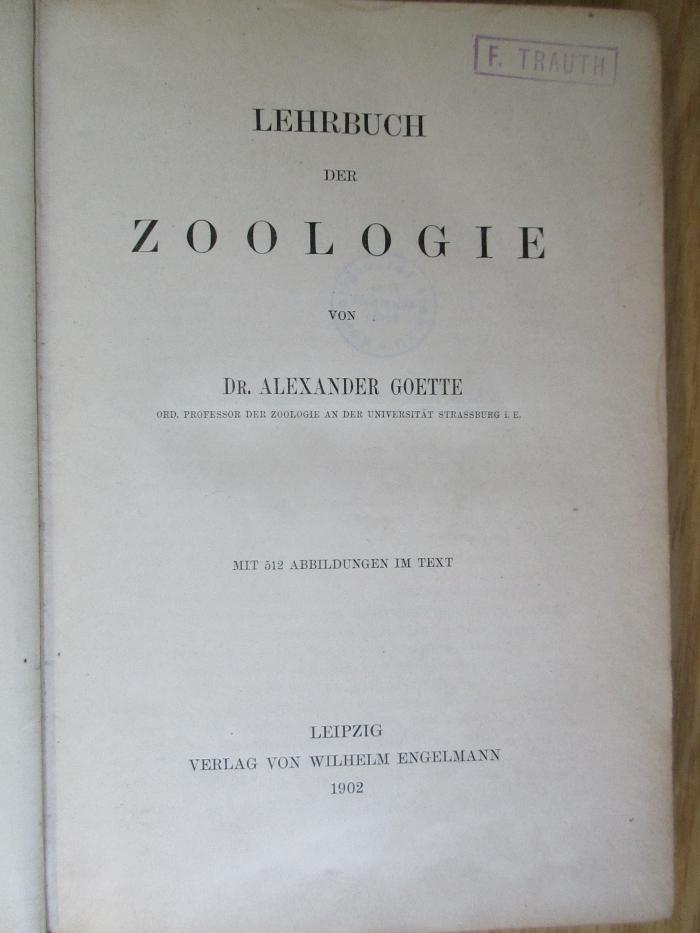 F. TRAUTH
LEHRBUCH
DER
ZOOLOGIE
VON
DR. ALEXANDER GOETTE
ORD. PROFESSOR DER ZOOLOGIE AN DER UNIVERSITÄT STRASSBURG i. E.
MIT 512 ABBILDUNGEN IM TEXT
LEIPZIG
VERLAG VON WILHELM ENGELMANN
1902